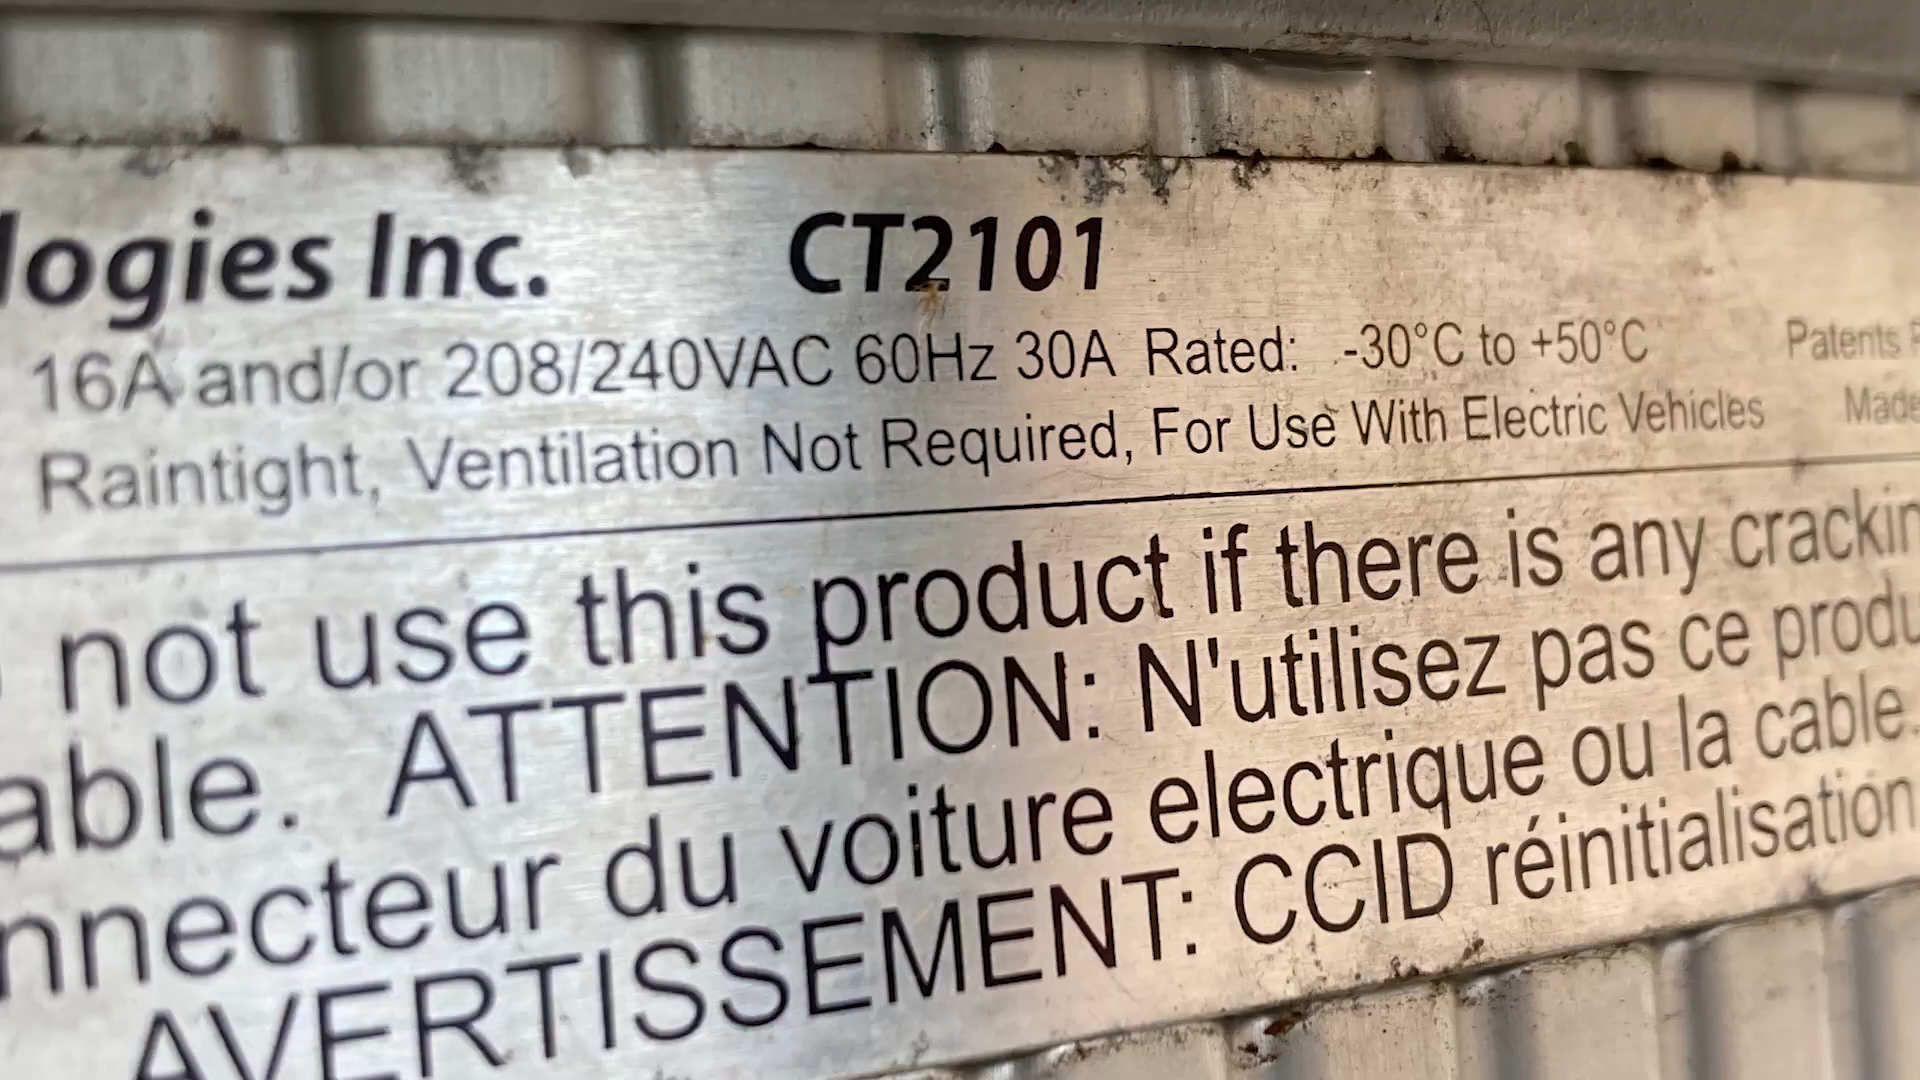 logies Inc. CT2101
16A and/or 208/240VAC 60Hz 30A Rated: -30°C to +50°C Patents
Raintight, Ventilation Not Required, For Use With Electric Vehicles Made
not use this product if there is any crackin
able. ATTENTION: N'utilisez pas ce produ
nnecteur du voiture electrique ou la cable.
AVERTISSEMENT: CCID réinitialisation